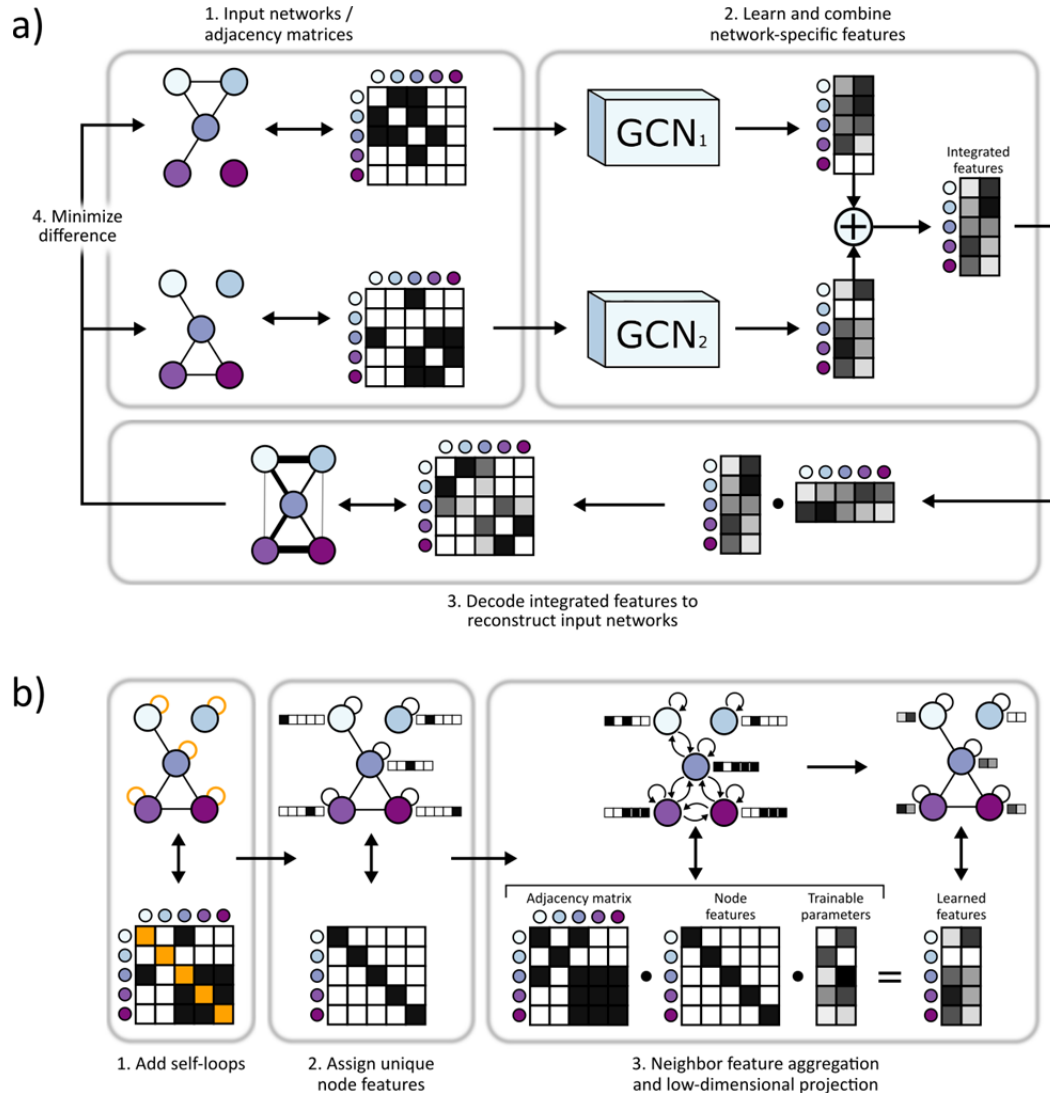 a)
1. Input networks /
adjacency matrices
2. Learn and combine
network-specific features
GCN1
Integrated
features
4. Minimize
difference
GCN2
3. Decode integrated features to
reconstruct input networks
b)
Adjacency matrix
Node
features
Trainable
parameters
Learned
features
1. Add self-loops
2. Assign unique
node features
3. Neighbor feature aggregation
and low-dimensional projection